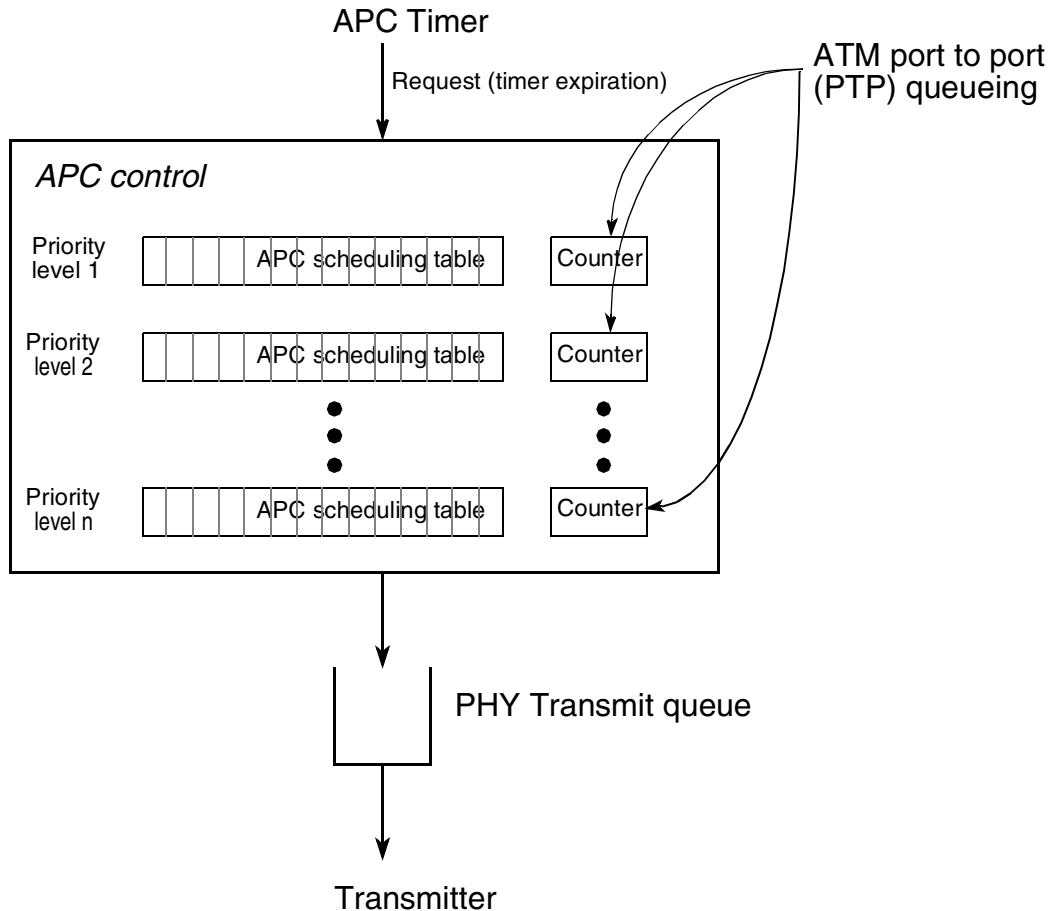 APC Timer
Request (timer expiration)
ATM port to port
(PTP) queueing
APC control
Priority
level 1
APC scheduling table
Counter
Priority
level 2
APC scheduling table
Counter
Priority
level n
APC scheduling table
Counter
PHY Transmit queue
Transmitter